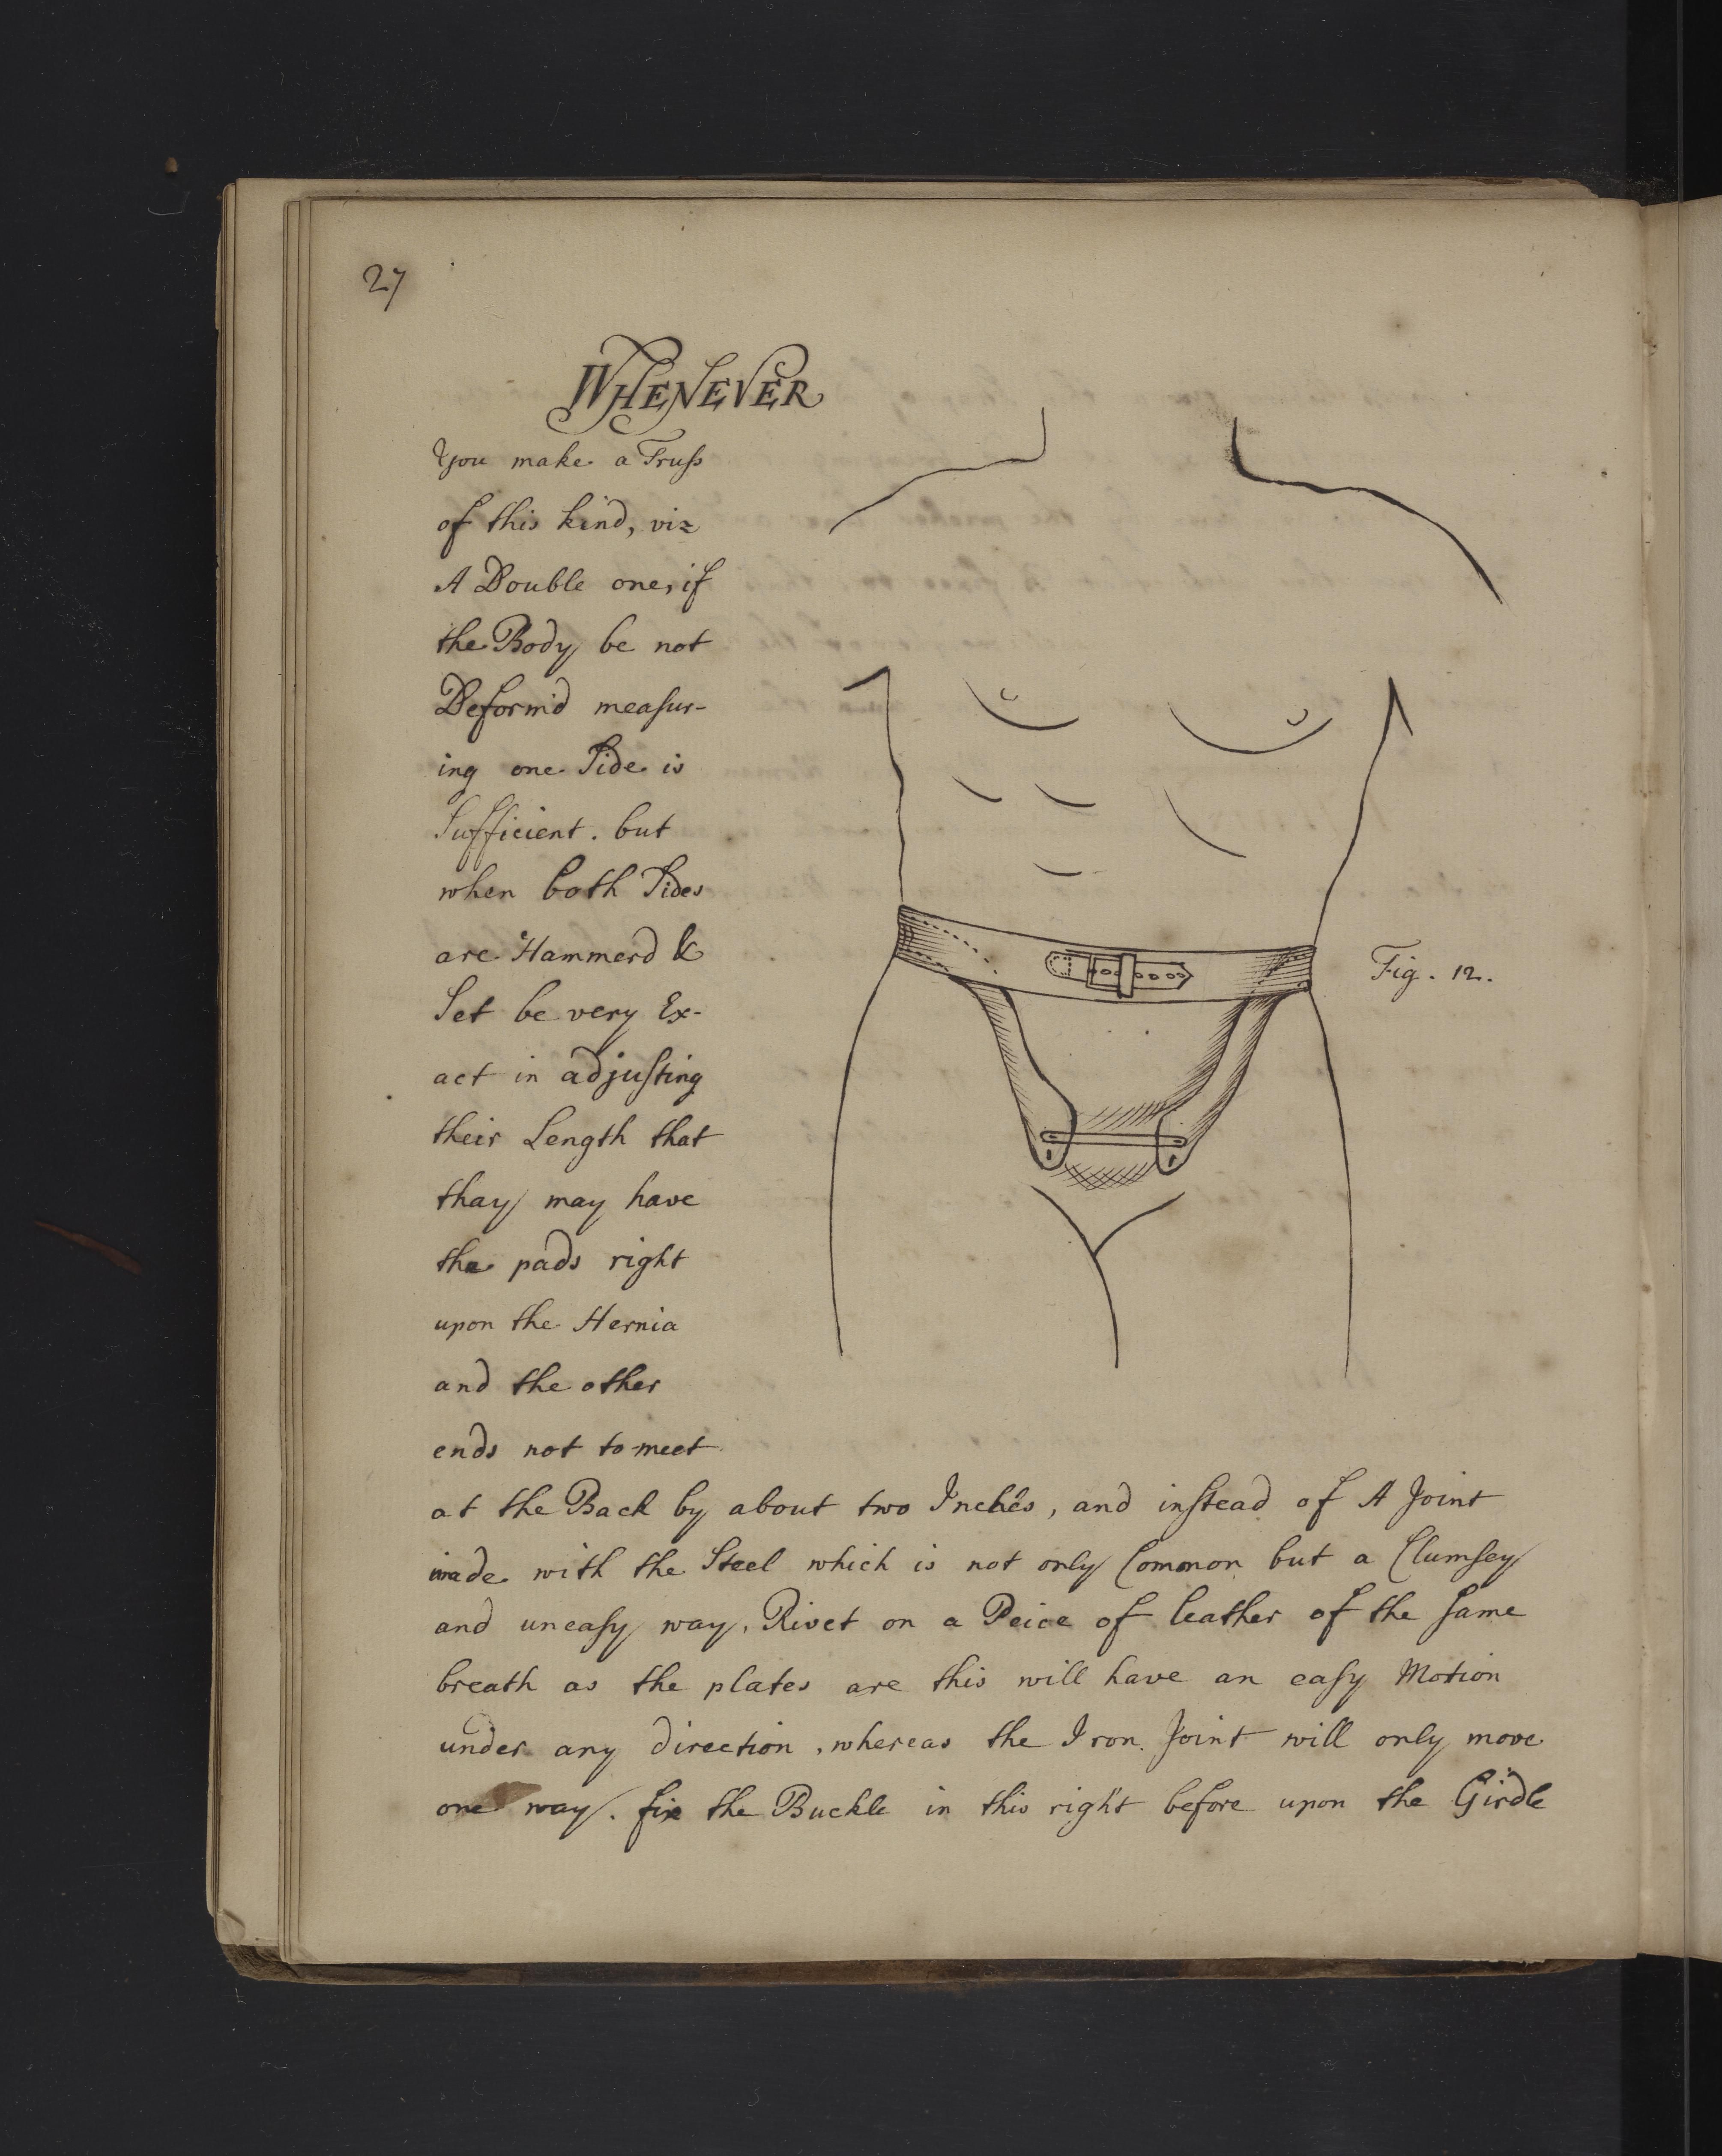 27
WHENEVER
You make a Truſs
of this kind, viz
A Double one, if
the Body be not
Deform'd meaſur-
ing one Side is
Sufficient. but
when both Sides
are Hammerd &
Set be very Ex-
act in adjuſting
their Length that
thay may have
the pads right
upon the Hernia
and the other
ends not to meet
Fig. 12.
at the Back by about two Inches, and inſtead of A Joint
made with the Steel which is not only Common but a Clumſey
and uneaſy way, Rivet on a Peice of leather of the ſame
breath as the plates are this will have an eaſy Motion
under any direction, whereas the Iron Joint will only move
one way. fix the Buckle in this right before upon the Girdle